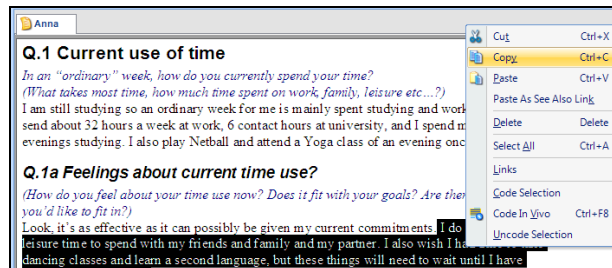 Anna
Q.1 Current use of time
In an "ordinary" week, how do you currently spend your time?
(What takes most time, how much time spent on work, family, leisure etc…?)
I am still studying so an ordinary week for me is mainly spent studying and work
send about 32 hours a week at work, 6 contact hours at university, and I spend m
evenings studying. I also play Netball and attend a Yoga class of an evening onc
Q.1a Feelings about current time use?
(How do you feel about your time use now? Does it fit with your goals? Are ther
you'd like to fit in?)
Look, it's as effective as it can possibly be given my current commitments. I do
leisure time to spend with my friends and family and my partner. I also wish I
dancing classes and learn a second language, but these things will need to wait until I have
Cut Ctrl+X
Copy Ctrl+C
Paste Ctrl+V
Paste As See Also Link
Delete Delete
Select All Ctrl+A
Links
Code Selection
Code In Vivo Ctrl+F8
Uncode Selection